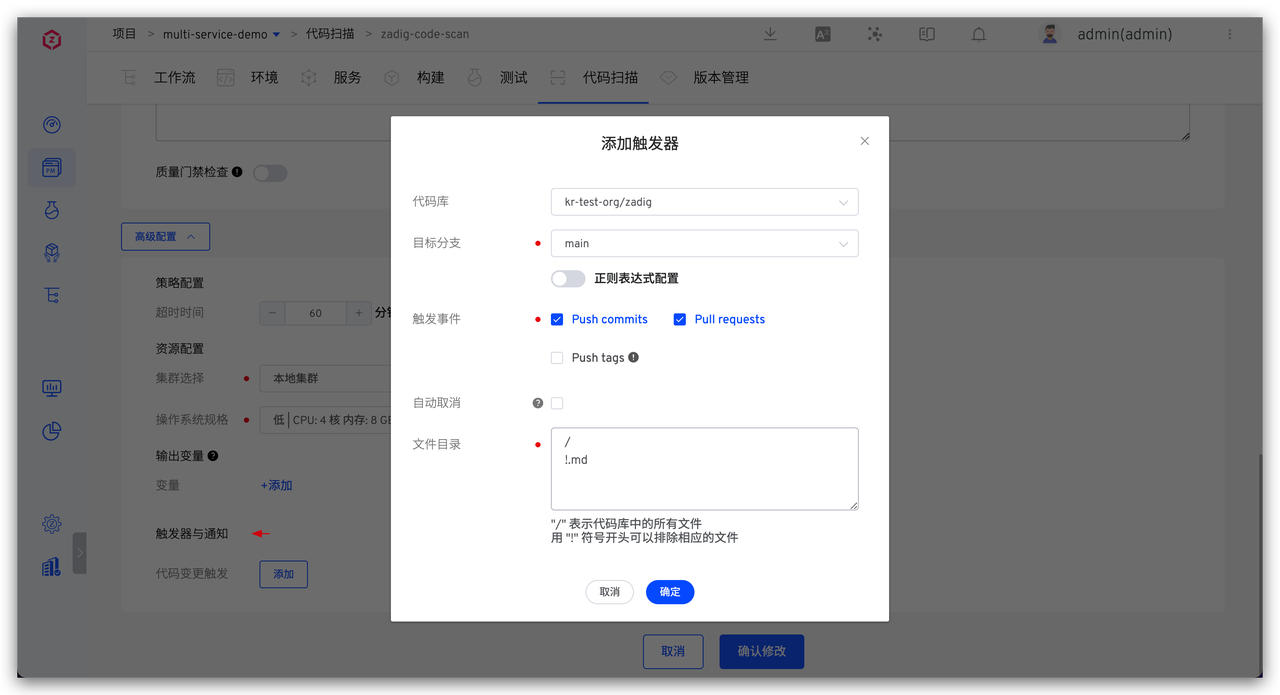 项目 > multi-service-demo > 代码扫描 > zadig-code-scan
admin(admin)
工作流 环境 服务 构建 测试 代码扫描 版本管理
质量门禁检查
高级配置
策略配置
超时时间 - 60 + 分
资源配置
集群选择 本地集群
操作系统规格 低 | CPU: 4 核 内存: 8 GB
输出变量
变量 +添加
触发器与通知
代码变更触发 添加
取消 确认修改
添加触发器
代码库 kr-test-org/zadig
目标分支 main
正则表达式配置
触发事件 Push commits Pull requests
Push tags
自动取消
文件目录 /
!.md
"/" 表示代码库中的所有文件
用 "!" 符号开头可以排除相应的文件
取消 确定